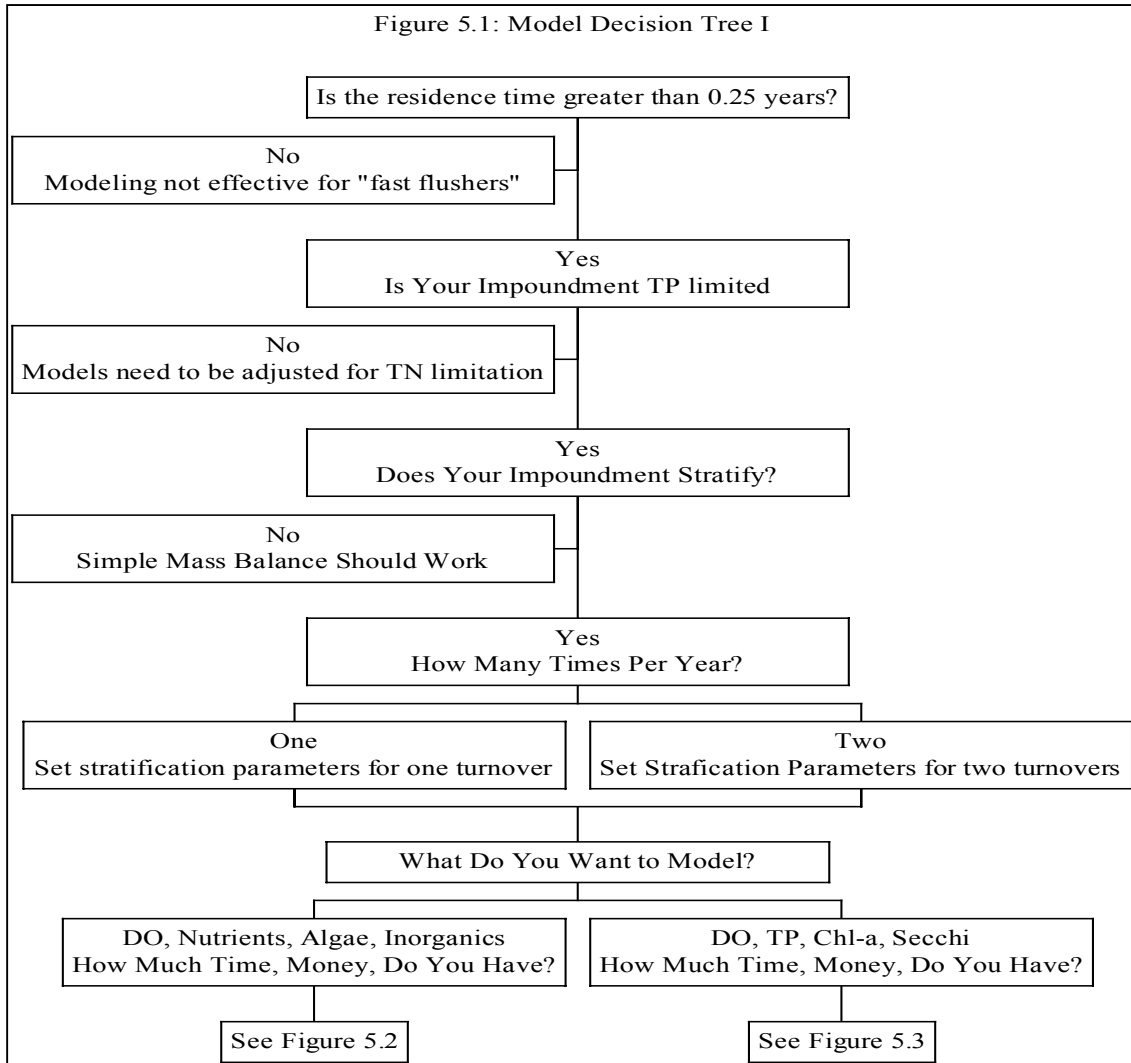 Figure 5.1: Model Decision Tree I
Is the residence time greater than 0.25 years?
No
Modeling not effective for "fast flushers"
Yes
Is Your Impoundment TP limited
No
Models need to be adjusted for TN limitation
Yes
Does Your Impoundment Stratify?
No
Simple Mass Balance Should Work
Yes
How Many Times Per Year?
One
Set stratification parameters for one turnover
Two
Set Strafication Parameters for two turnovers
What Do You Want to Model?
DO, Nutrients, Algae, Inorganics
How Much Time, Money, Do You Have?
DO, TP, Chl-a, Secchi
How Much Time, Money, Do You Have?
See Figure 5.2
See Figure 5.3